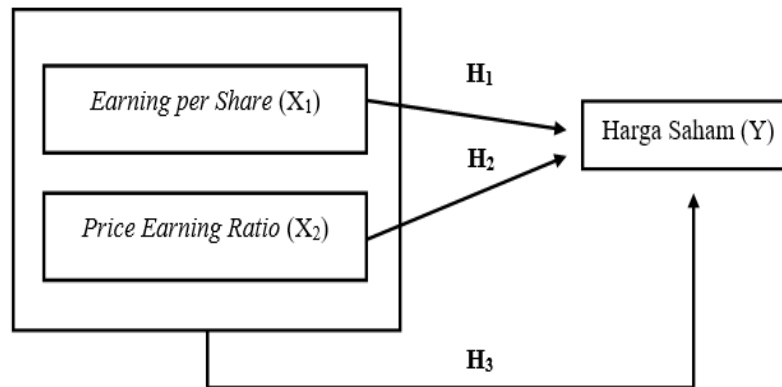 H₁
Earning per Share (X₁)
Harga Saham (Y)
H₂
Price Earning Ratio (X₂)
H₃